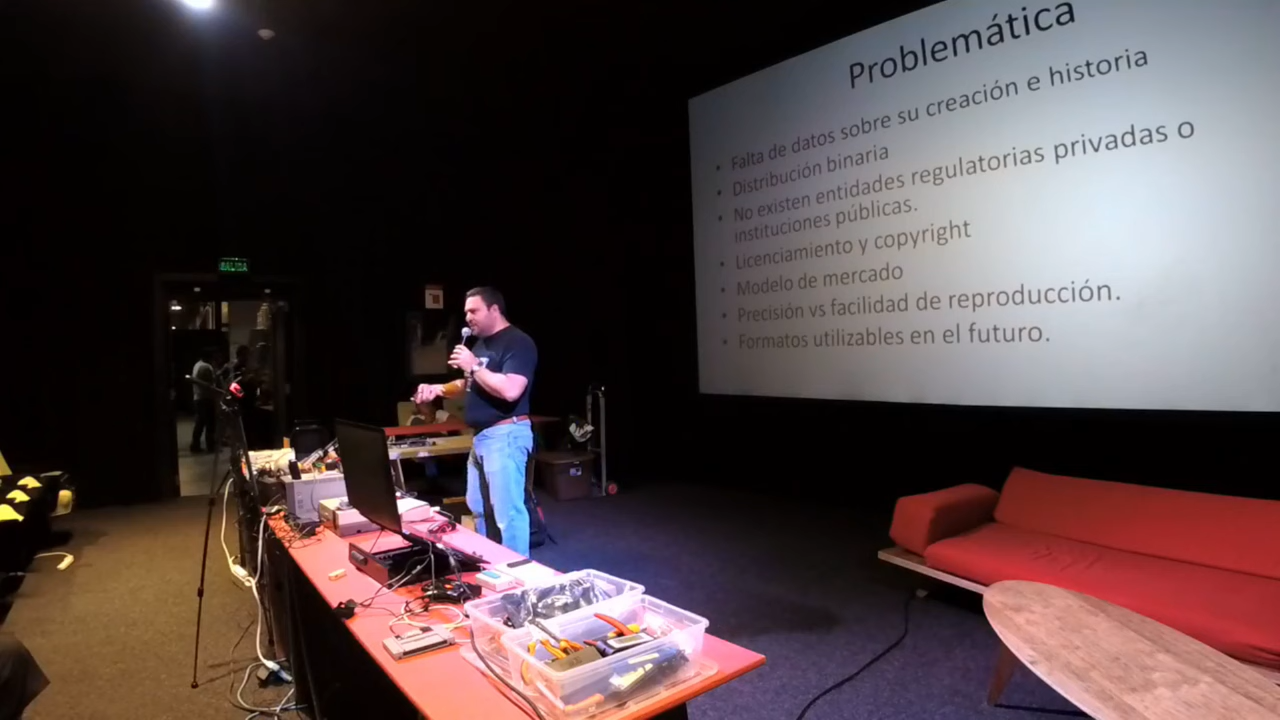 Problemática
• Falta de datos sobre su creación e historia
• Distribución binaria
• No existen entidades regulatorias privadas o
instituciones públicas.
• Licenciamiento y copyright
• Modelo de mercado
• Precisión vs facilidad de reproducción.
• Formatos utilizables en el futuro.
SALIDA